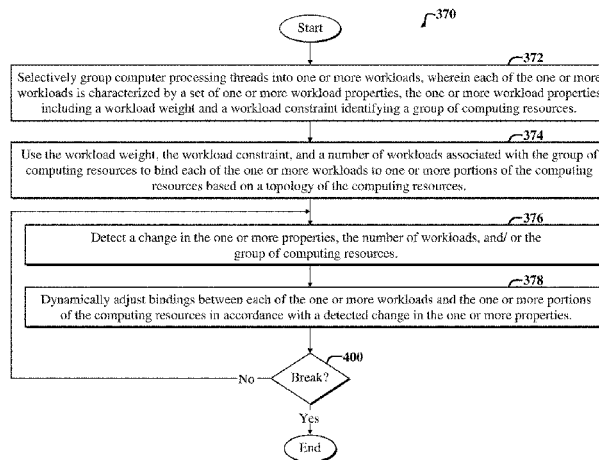 370
Start
372
Selectively group computer processing threads into one or more workloads, wherein each of the one or more
workloads is characterized by a set of one or more workload properties, the one or more workload properties
including a workload weight and a workload constraint identifying a group of computing resources.
374
Use the workload weight, the workload constraint, and a number of workloads associated with the group of
computing resources to bind each of the one or more workloads to one or more portions of the computing
resources based on a topology of the computing resources.
376
Detect a change in the one or more properties, the number of workloads, and/ or the
group of computing resources.
378
Dynamically adjust bindings between each of the one or more workloads and the one or more portions
of the computing resources in accordance with a detected change in the one or more properties.
400
Break?
No
Yes
End